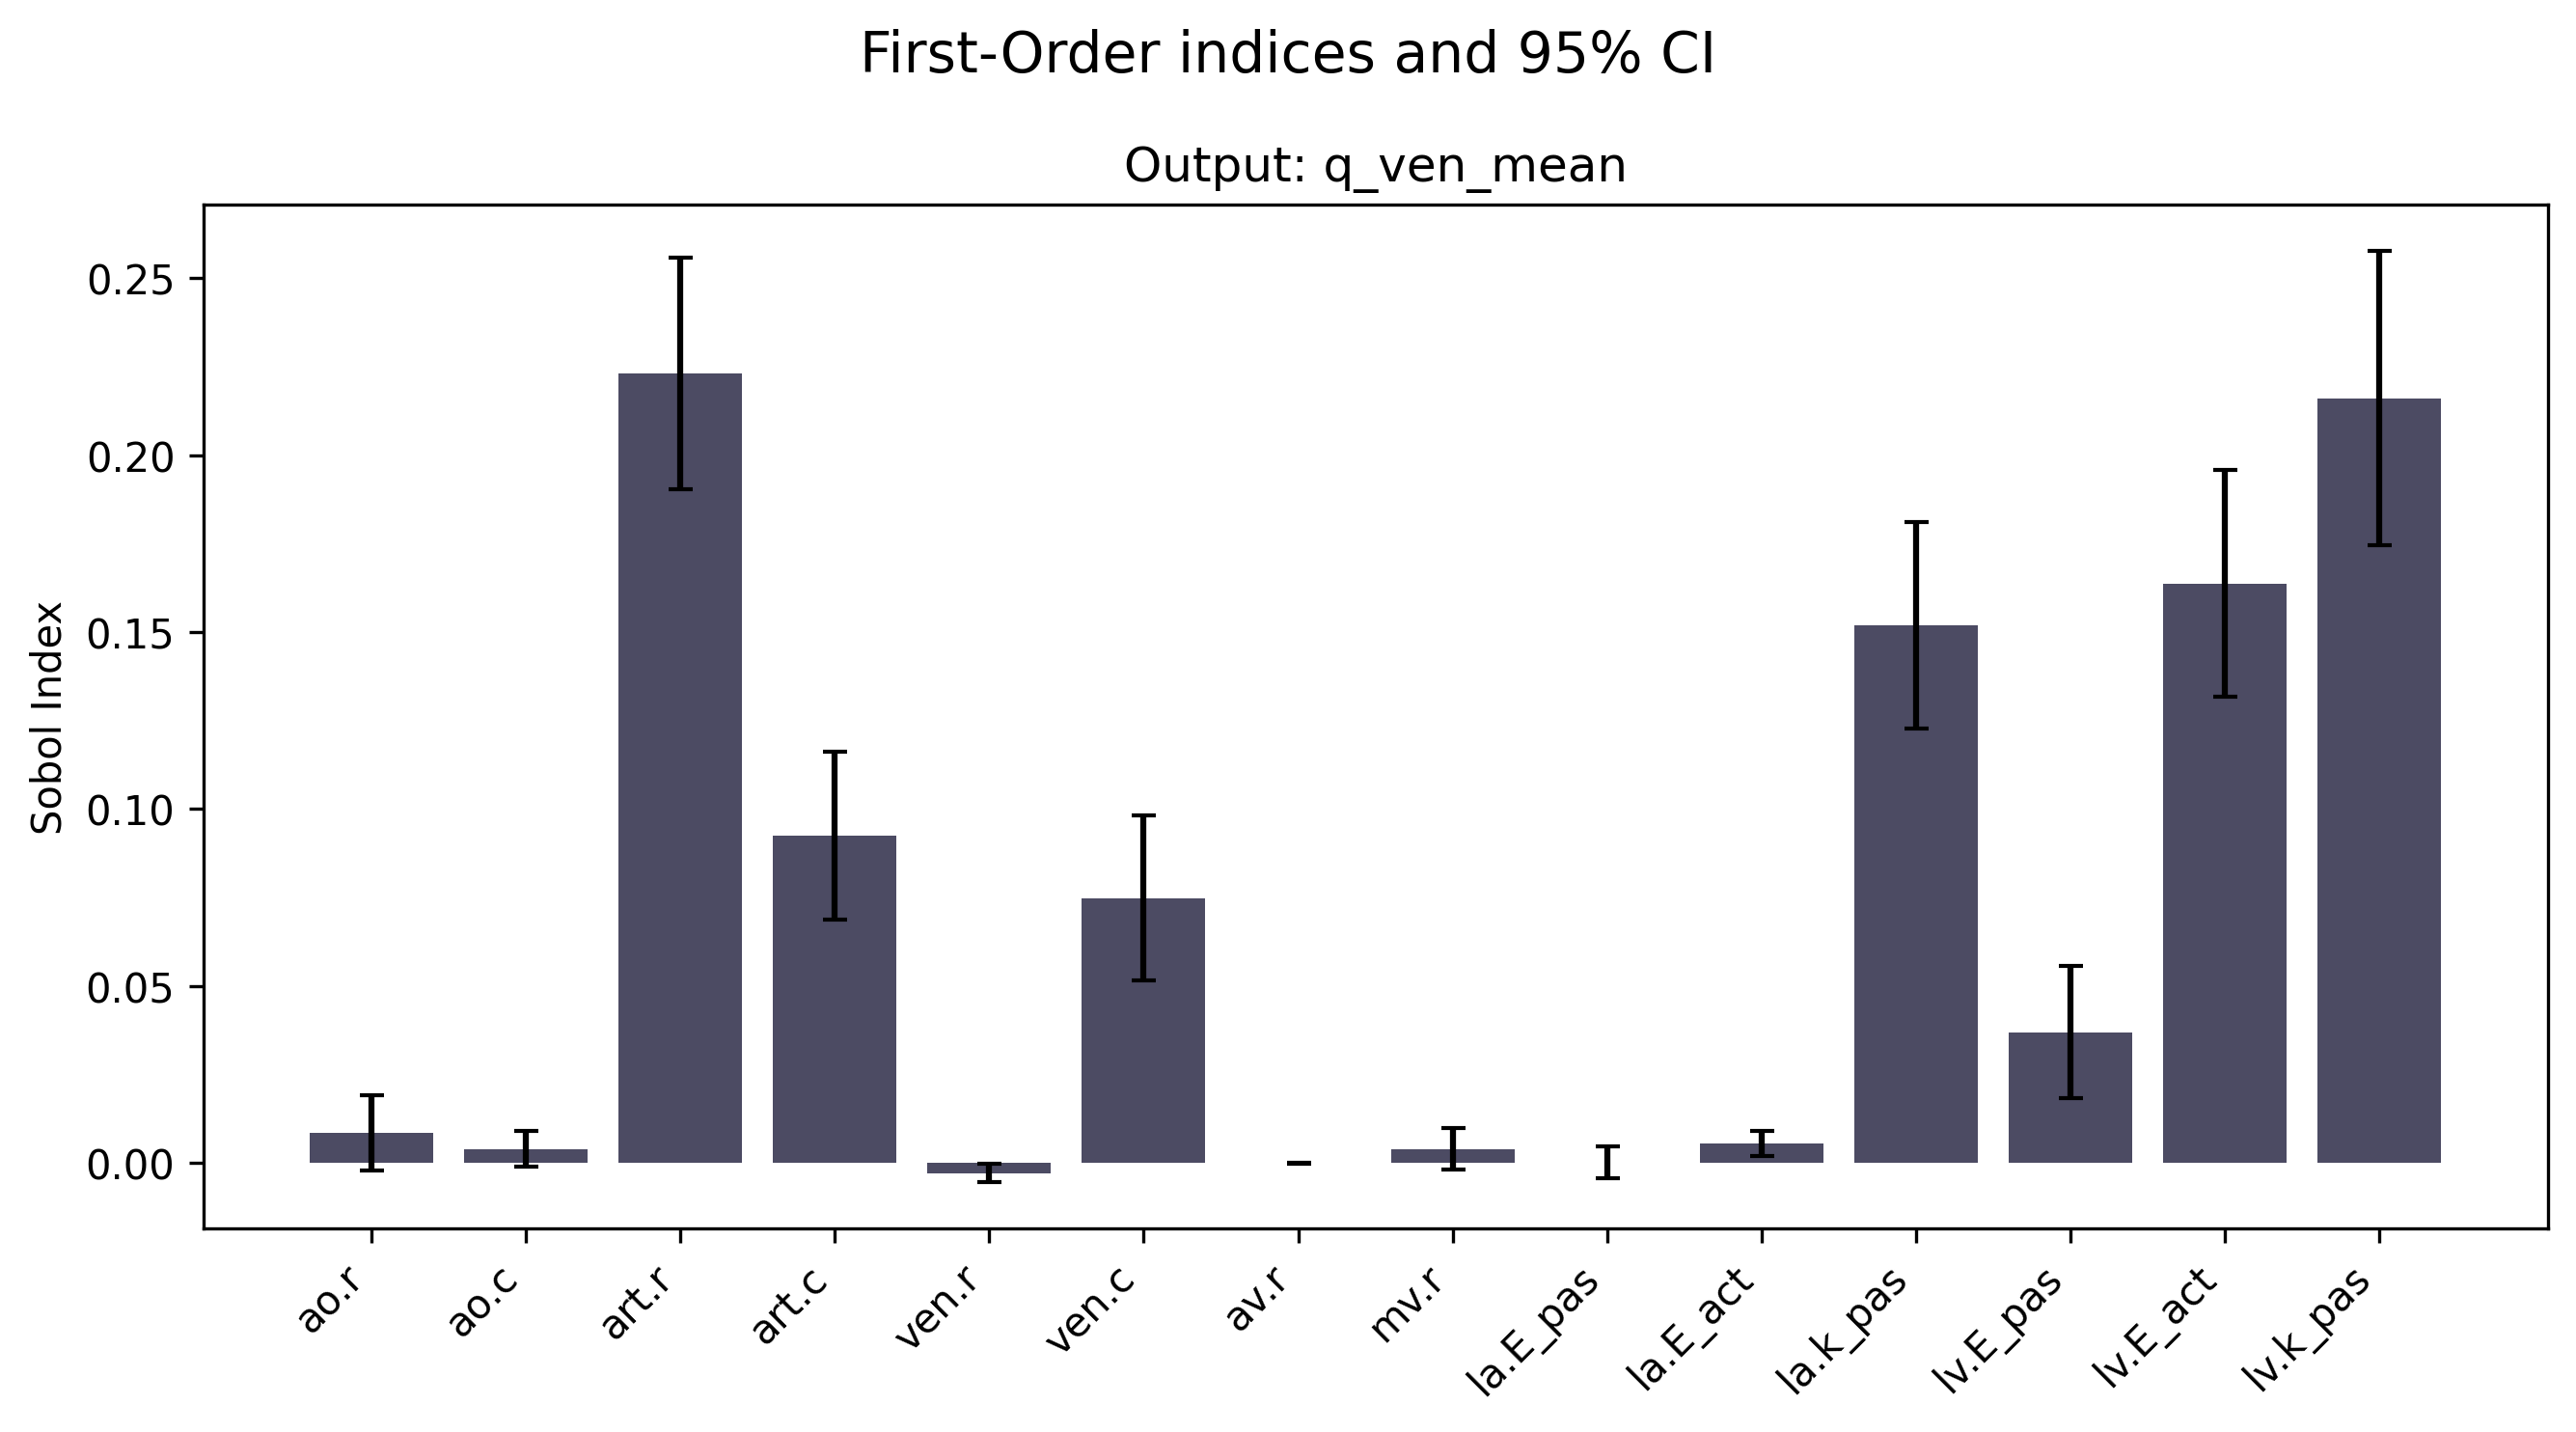 First-Order indices and 95% CI
Output: q_ven_mean
Sobol Index
0.25
0.20
0.15
0.10
0.05
0.00
ao.r
ao.c
art.r
art.c
ven.r
ven.c
av.r
mv.r
la.E_pas
la.E_act
la.k_pas
lv.E_pas
lv.E_act
lv.k_pas